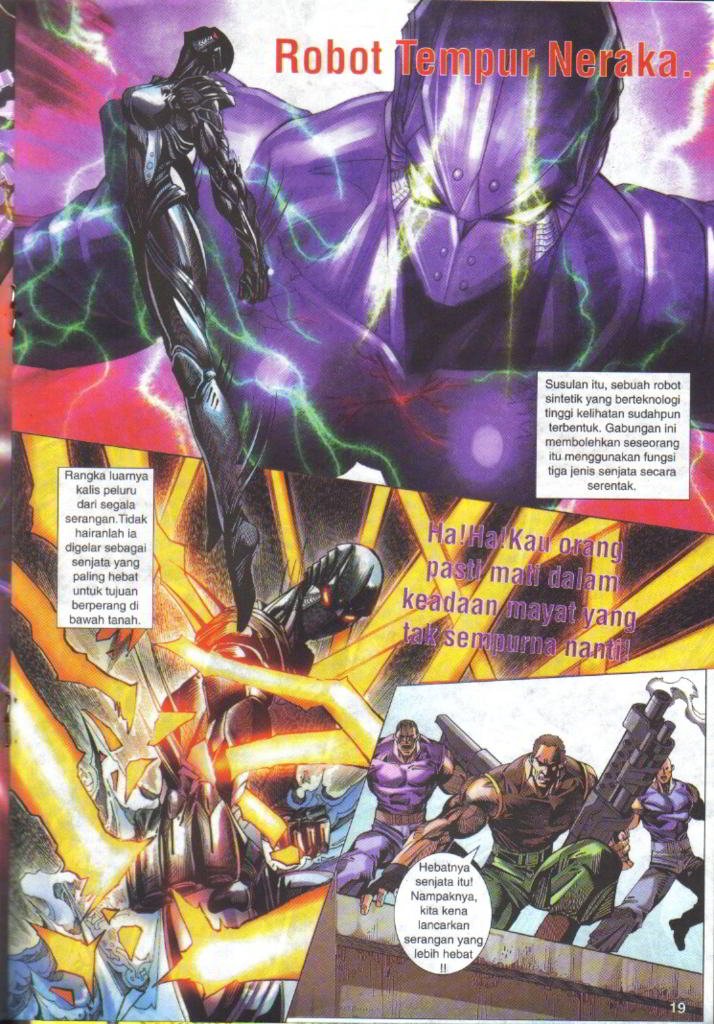 Robot Tempur Neraka.
Susulan itu, sebuah robot
sintetik yang berteknologi
tinggi kelihatan sudahpun
terbentuk. Gabungan ini
membolehkan seseorang
itu menggunakan fungsi
tiga jenis senjata secara
serentak.
Rangka luarnya
kalis peluru
dari segala
serangan.Tidak
hairanlah ia
digelar sebagai
senjata yang
paling hebat
untuk tujuan
berperang di
bawah tanah.
Ha!Ha!Kau orang
pasti mati dalam
keadaan mayat yang
tak sempurna nanti!
Hebatnya
senjata itu!
Nampaknya,
kita kena
lancarkan
serangan yang
lebih hebat
!!
19